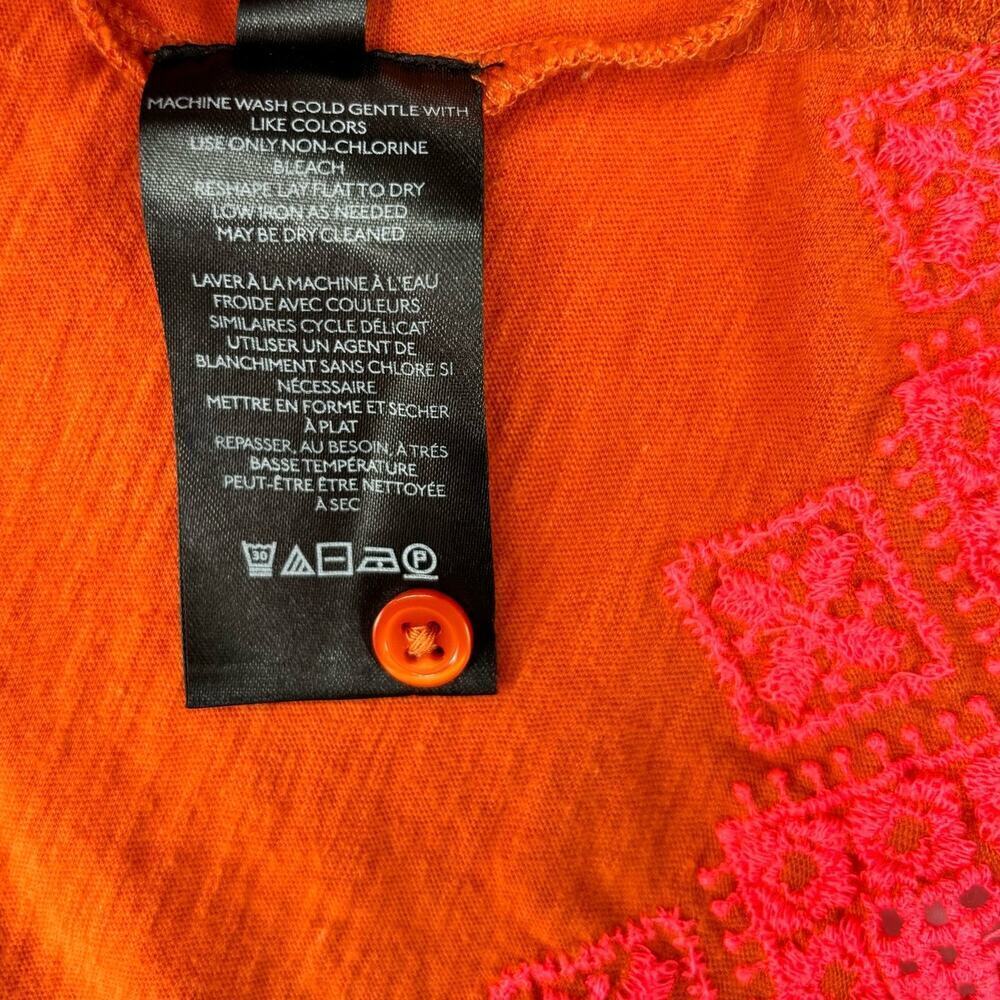 MACHINE WASH COLD GENTLE WITH
LIKE COLORS
USE ONLY NON-CHLORINE
BLEACH
RESHAPE LAY FLAT TO DRY
LOW IRON AS NEEDED
MAY BE DRY CLEANED
LAVER À LA MACHINE À L'EAU
FROIDE AVEC COULEURS
SIMILAIRES CYCLE DÉLICAT
UTILISER UN AGENT DE
BLANCHIMENT SANS CHLORE SI
NÉCESSAIRE
METTRE EN FORME ET SECHER
À PLAT
REPASSER, AU BESOIN, À TRÉS
BASSE TEMPÉRATURE
PEUT-ÊTRE ÊTRE NETTOYÉE
À SEC
30 P